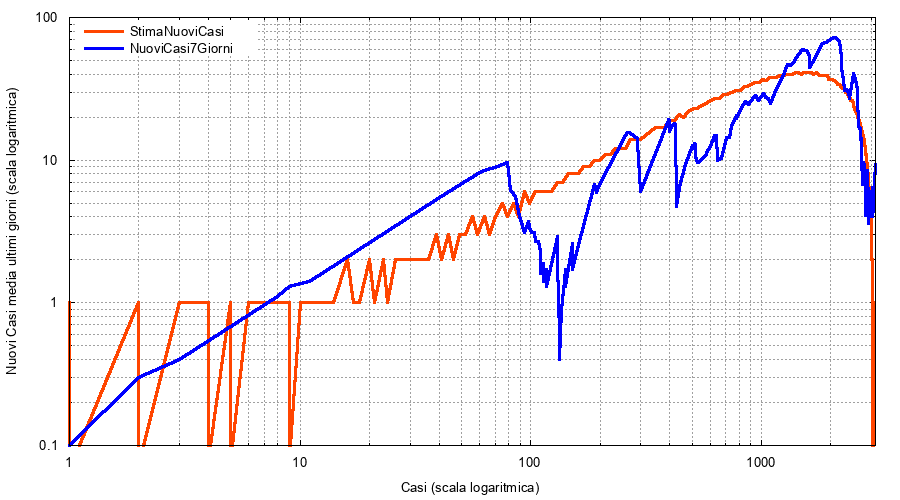 100
StimaNuoviCasi
NuoviCasi7Giorni
10
1
0.1
1
10
100
1000
Nuovi Casi media ultimi giorni (scala logaritmica)
Casi (scala logaritmica)